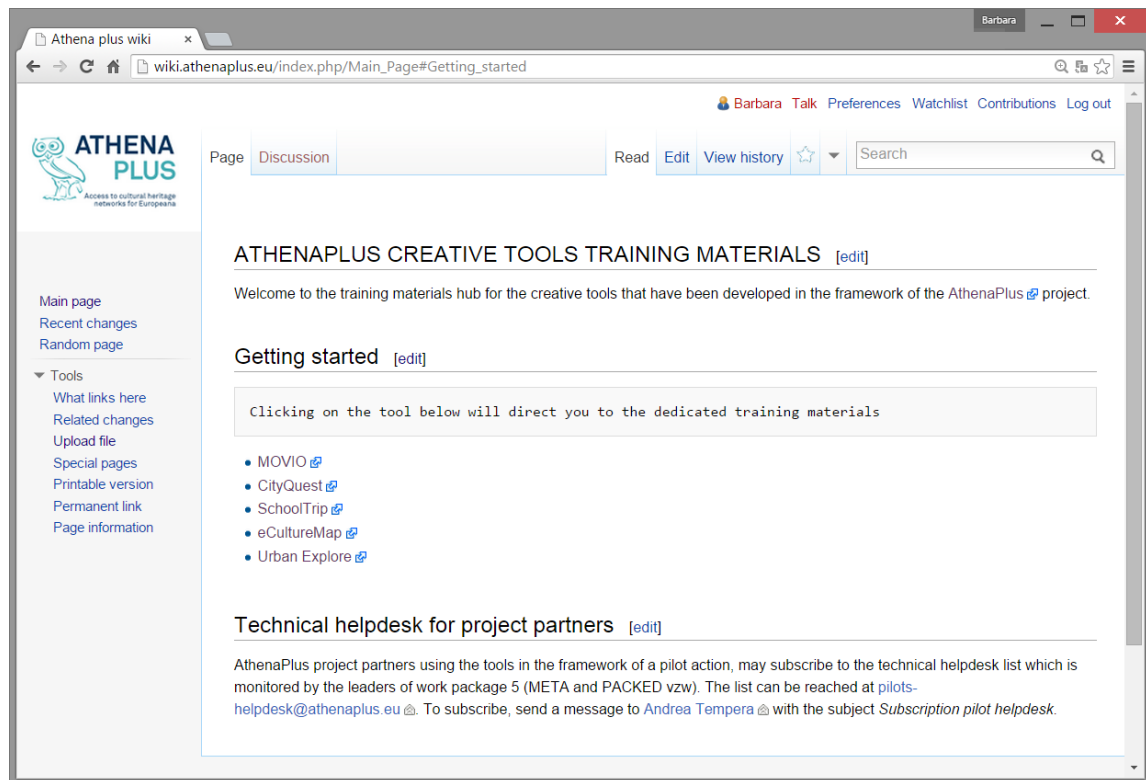 Barbara
Athena plus wiki
wiki.athenaplus.eu/index.php/Main_Page#Getting_started
Barbara Talk Preferences Watchlist Contributions Log out
ATHENA
PLUS
Access to cultural heritage
networks for Europeana
Page Discussion Read Edit View history Search
Main page
Recent changes
Random page
Tools
What links here
Related changes
Upload file
Special pages
Printable version
Permanent link
Page information
ATHENAPLUS CREATIVE TOOLS TRAINING MATERIALS [edit]
Welcome to the training materials hub for the creative tools that have been developed in the framework of the AthenaPlus project.
Getting started [edit]
Clicking on the tool below will direct you to the dedicated training materials
MOVIO
CityQuest
SchoolTrip
eCultureMap
Urban Explore
Technical helpdesk for project partners [edit]
AthenaPlus project partners using the tools in the framework of a pilot action, may subscribe to the technical helpdesk list which is
monitored by the leaders of work package 5 (META and PACKED vzw). The list can be reached at pilots-
helpdesk@athenaplus.eu. To subscribe, send a message to Andrea Tempera with the subject Subscription pilot helpdesk.